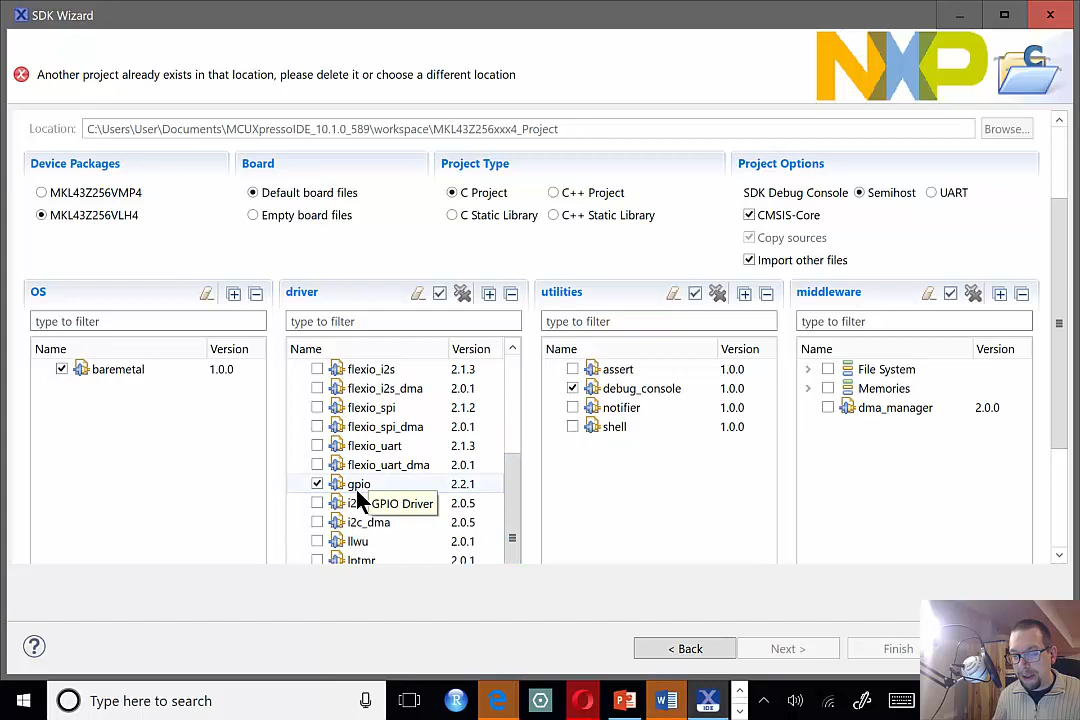 SDK Wizard
Another project already exists in that location, please delete it or choose a different location
NXP
C
Location: C:\Users\User\Documents\MCUXpressoIDE_10.1.0_589\workspace\MKL43Z256xxx4_Project Browse...
Device Packages Board Project Type Project Options
MKL43Z256VMP4 Default board files C Project C++ Project SDK Debug Console Semihost UART
MKL43Z256VLH4 Empty board files C Static Library C++ Static Library CMSIS-Core
Copy sources
Import other files
OS driver utilities middleware
type to filter type to filter type to filter type to filter
Name Version Name Version Name Version Name Version
baremetal 1.0.0 flexio_i2s 2.1.3 assert 1.0.0 File System
flexio_i2s_dma 2.0.1 debug_console 1.0.0 Memories
flexio_spi 2.1.2 notifier 1.0.0 dma_manager 2.0.0
flexio_spi_dma 2.0.1 shell 1.0.0
flexio_uart 2.1.3
flexio_uart_dma 2.0.1
gpio 2.2.1
GPIO Driver 2.0.5
i2c_dma 2.0.5
llwu 2.0.1
lptmr 2.0.1
< Back Next > Finish
Type here to search IDE